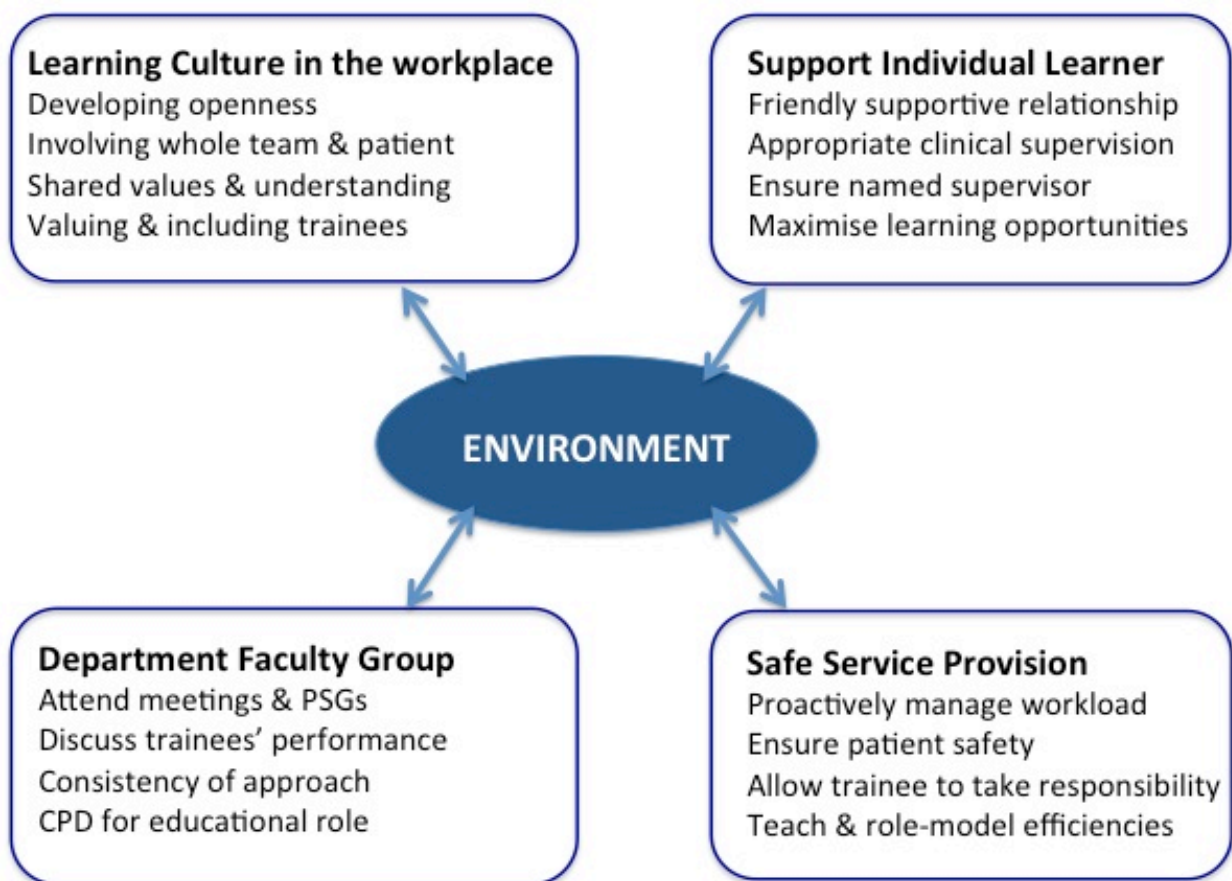 Learning Culture in the workplace
Developing openness
Involving whole team & patient
Shared values & understanding
Valuing & including trainees
Support Individual Learner
Friendly supportive relationship
Appropriate clinical supervision
Ensure named supervisor
Maximise learning opportunities
ENVIRONMENT
Department Faculty Group
Attend meetings & PSGs
Discuss trainees’ performance
Consistency of approach
CPD for educational role
Safe Service Provision
Proactively manage workload
Ensure patient safety
Allow trainee to take responsibility
Teach & role-model efficiencies